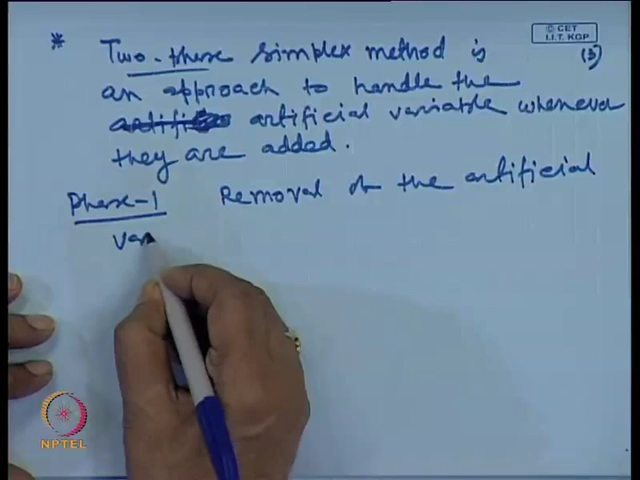 © CET
I.I.T. KGP
* Two-phase simplex method is (3)
an approach to handle the
artificial variable whenever
they are added.
Phase-1 Removal of the artificial
var
NPTEL